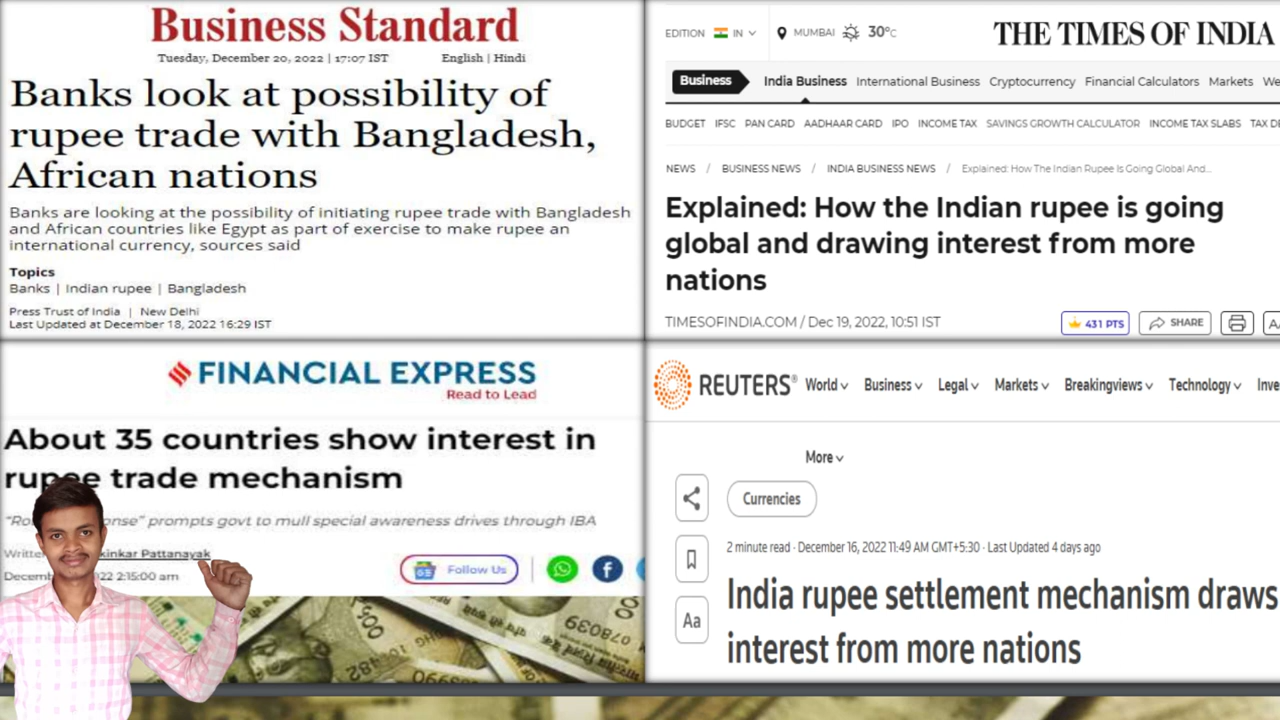 Business Standard
Tuesday, December 20, 2022 | 17:07 IST
English | Hindi
Banks look at possibility of
rupee trade with Bangladesh,
African nations
Banks are looking at the possibility of initiating rupee trade with Bangladesh
and African countries like Egypt as part of exercise to make rupee an
international currency, sources said
Topics
Banks | Indian rupee | Bangladesh
Press Trust of India | New Delhi
Last Updated at December 18, 2022 16:29 IST
EDITION IN
MUMBAI 30°C
THE TIMES OF INDIA
Business India Business International Business Cryptocurrency Financial Calculators Markets We
BUDGET IFSC PAN CARD AADHAAR CARD IPO INCOME TAX SAVINGS GROWTH CALCULATOR INCOME TAX SLABS TAX DE
NEWS / BUSINESS NEWS / INDIA BUSINESS NEWS / Explained: How The Indian Rupee Is Going Global And...
Explained: How the Indian rupee is going
global and drawing interest from more
nations
TIMESOFINDIA.COM / Dec 19, 2022, 10:51 IST
431 PTS
SHARE
FINANCIAL EXPRESS
Read to Lead
About 35 countries show interest in
rupee trade mechanism
prompts govt to mull special awareness drives through IBA
Pattanayak
2:15:00 am
Follow Us
REUTERS® World Business Legal Markets Breakingviews Technology Inve
More
Currencies
2 minute read · December 16, 2022 11:49 AM GMT+5:30 · Last Updated 4 days ago
Aa
India rupee settlement mechanism draws
interest from more nations